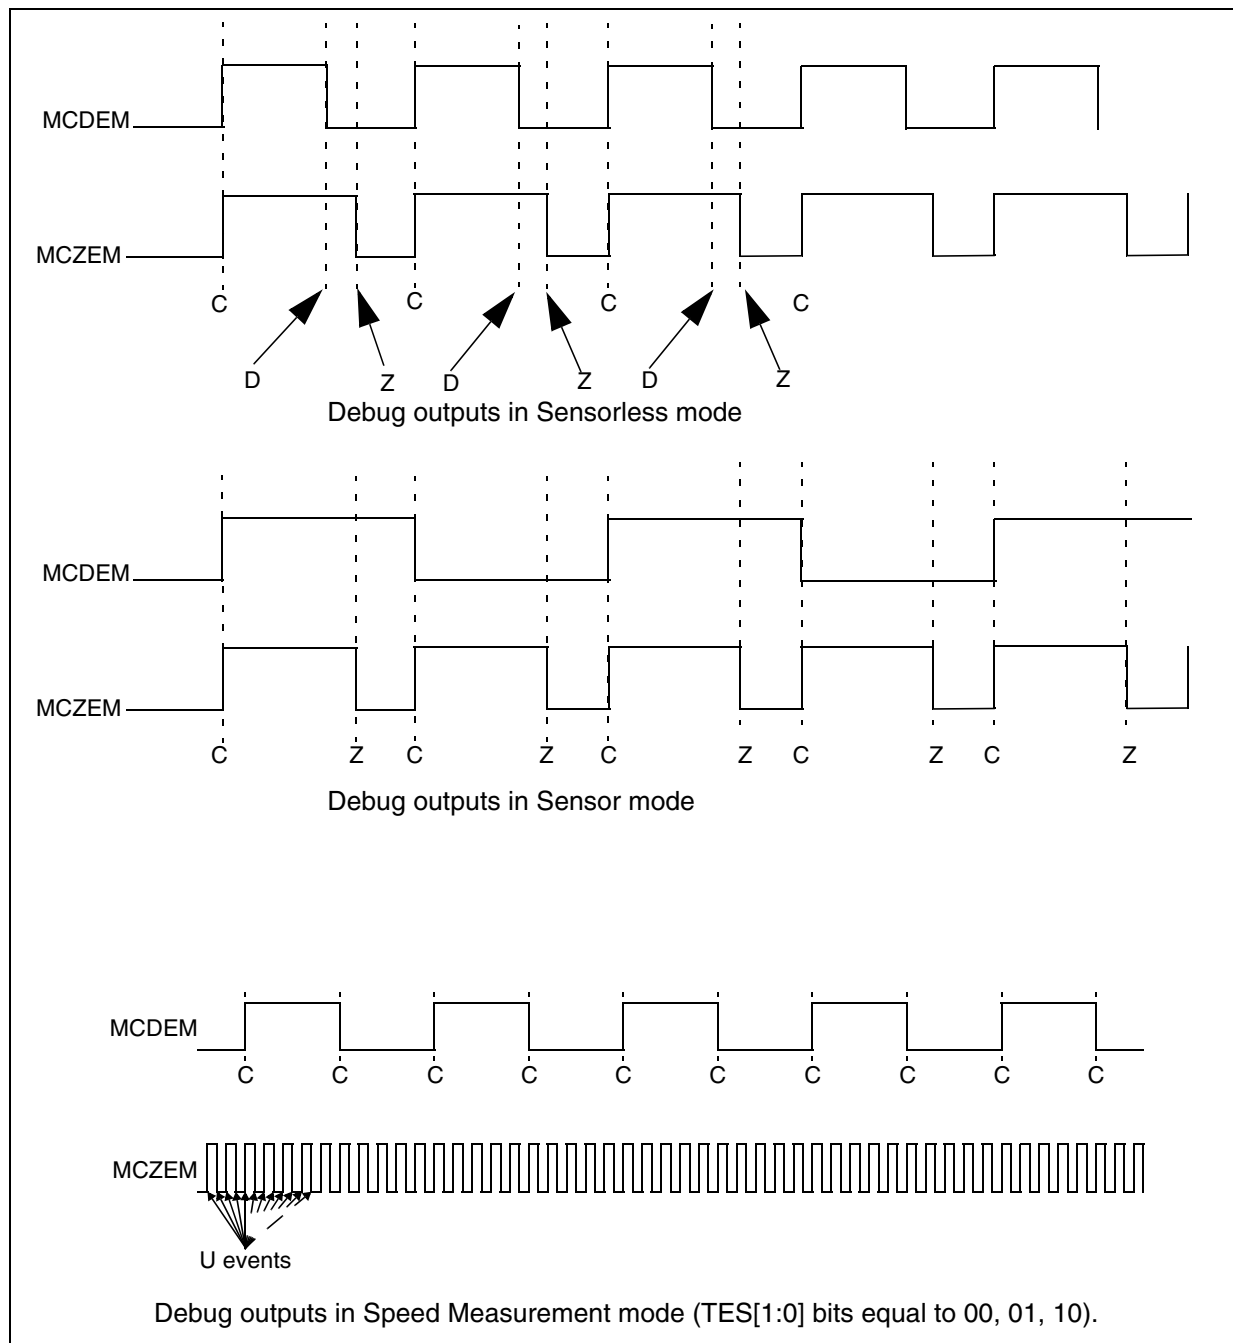 MCDEM
MCZEM
C C C C
D Z D Z D Z
Debug outputs in Sensorless mode
MCDEM
MCZEM
C Z C Z C Z C Z C Z
Debug outputs in Sensor mode
MCDEM
C C C C C C C C C C
MCZEM
U events
Debug outputs in Speed Measurement mode (TES[1:0] bits equal to 00, 01, 10).